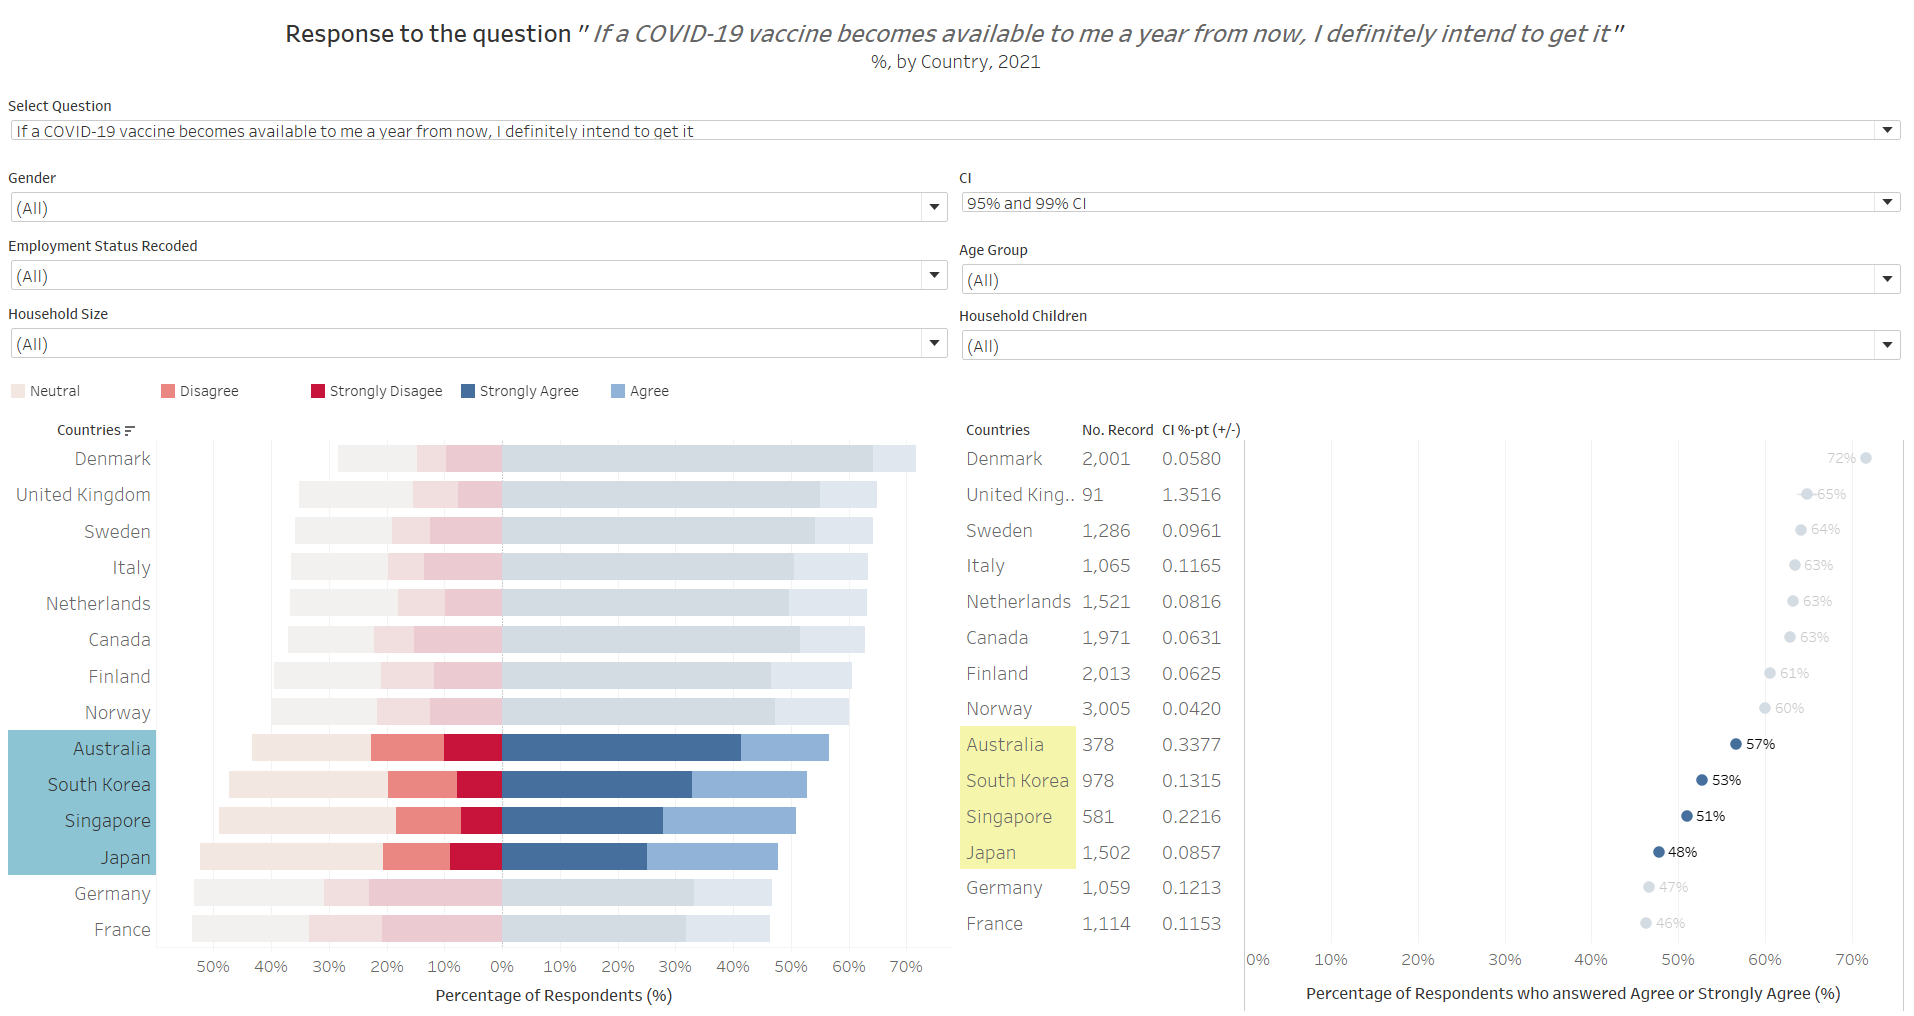 Response to the question " If a COVID-19 vaccine becomes available to me a year from now, I definitely intend to get it"
%, by Country, 2021
Select Question
If a COVID-19 vaccine becomes available to me a year from now, I definitely intend to get it
Gender
(All)
CI
95% and 99% CI
Employment Status Recoded
(All)
Age Group
(All)
Household Size
(All)
Household Children
(All)
Neutral Disagree Strongly Disagee Strongly Agree Agree
Countries
Denmark
United Kingdom
Sweden
Italy
Netherlands
Canada
Finland
Norway
Australia
South Korea
Singapore
Japan
Germany
France
50% 40% 30% 20% 10% 0% 10% 20% 30% 40% 50% 60% 70%
Percentage of Respondents (%)
Countries No. Record CI %-pt (+/-)
Denmark 2,001 0.0580 72%
United King.. 91 1.3516 65%
Sweden 1,286 0.0961 64%
Italy 1,065 0.1165 63%
Netherlands 1,521 0.0816 63%
Canada 1,971 0.0631 63%
Finland 2,013 0.0625 61%
Norway 3,005 0.0420 60%
Australia 378 0.3377 57%
South Korea 978 0.1315 53%
Singapore 581 0.2216 51%
Japan 1,502 0.0857 48%
Germany 1,059 0.1213 47%
France 1,114 0.1153 46%
0% 10% 20% 30% 40% 50% 60% 70%
Percentage of Respondents who answered Agree or Strongly Agree (%)